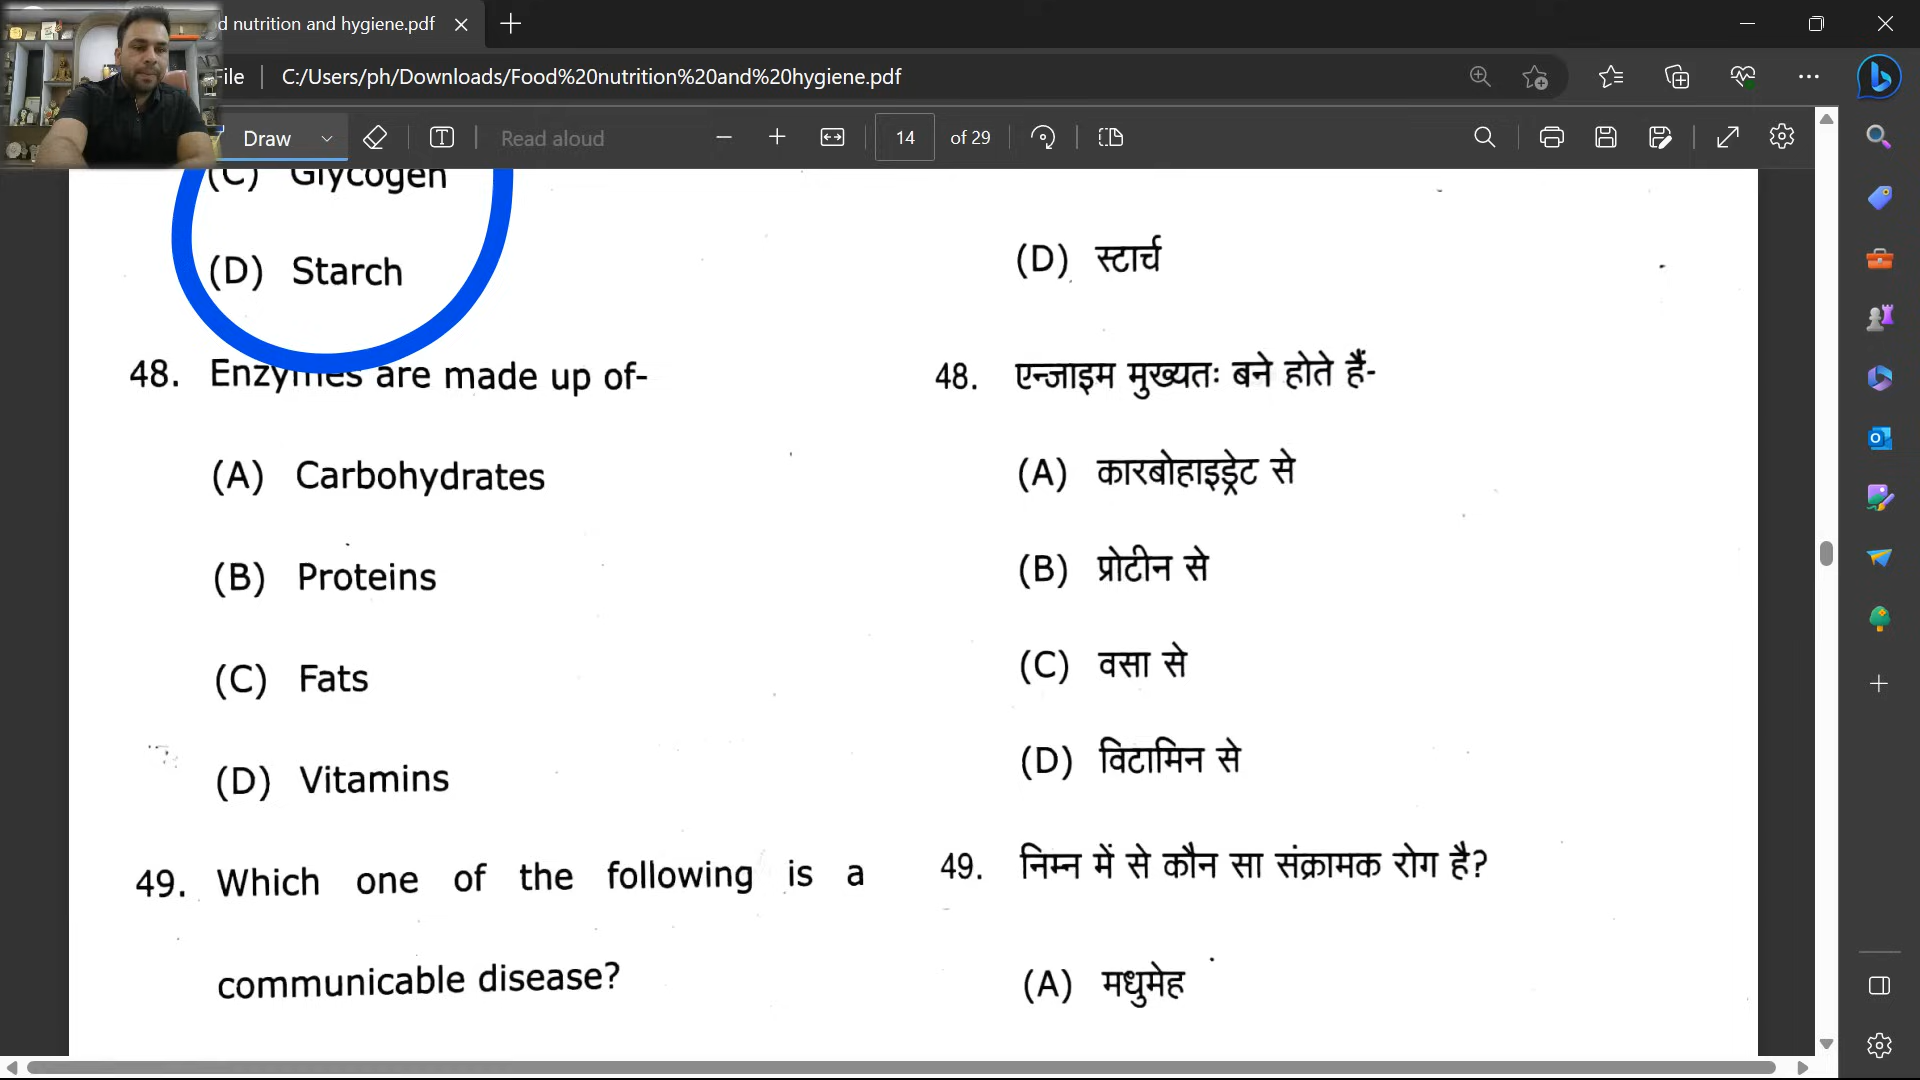 d nutrition and hygiene.pdf
File
C:/Users/ph/Downloads/Food%20nutrition%20and%20hygiene.pdf
Draw
Read aloud
14 of 29
(C) Glycogen
(D) Starch
48. Enzymes are made up of-
(A) Carbohydrates
(B) Proteins
(C) Fats
(D) Vitamins
49. Which one of the following is a
communicable disease?
(D) स्टार्च
48. एन्जाइम मुख्यतः बने होते हैं-
(A) कारबोहाइड्रेट से
(B) प्रोटीन से
(C) वसा से
(D) विटामिन से
49. निम्न में से कौन सा संक्रामक रोग है?
(A) मधुमेह